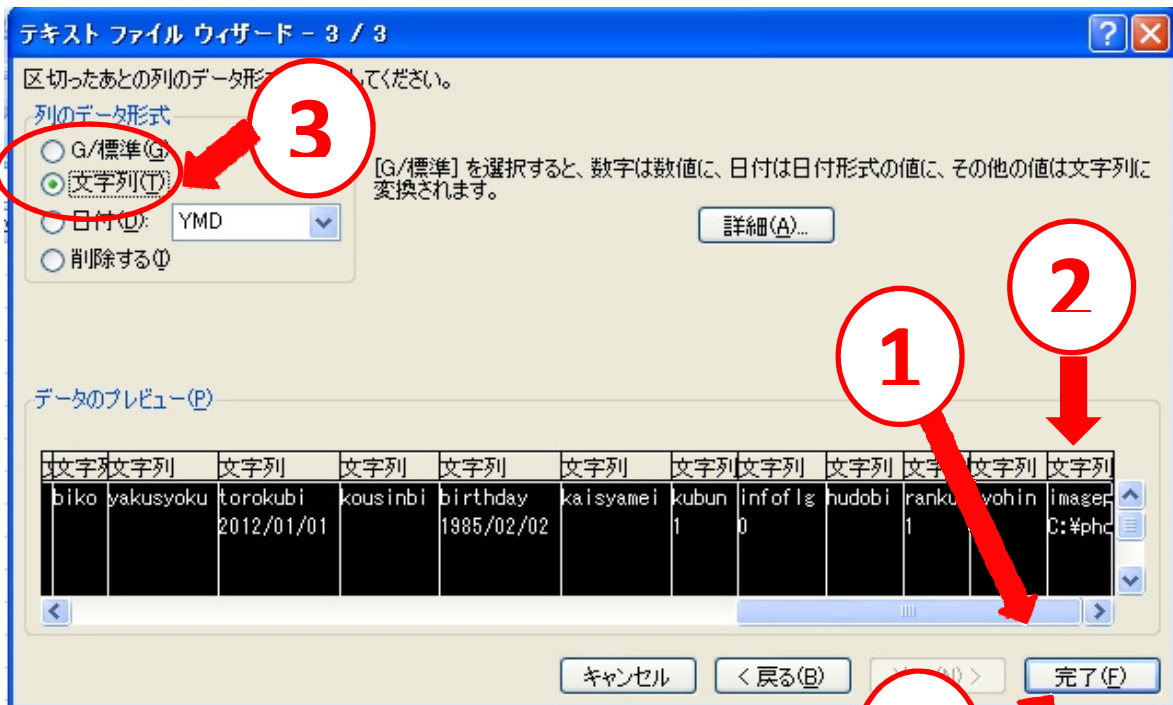 テキスト ファイル ウィザード - 3 / 3
区切ったあとの列のデータ形 してください。
列のデータ形式
3
G/標準(G)
文字列(T)
日付(D): YMD
削除する(I)
[G/標準] を選択すると、数字は数値に、日付は日付形式の値に、その他の値は文字列に
変換されます。
詳細(A)...
2
1
データのプレビュー(P)
文字列 文字列 文字列 文字列 文字列 文字列 文字列 文字列 文字列 文字列 文字列
biko yakusyoku torokubi kousinbi birthday kaisyamei kubun infoflg hudobi ranku imagep
2012/01/01 1985/02/02 1 0 1 C:¥pho
キャンセル
< 戻る(B)
(N) >
完了(F)